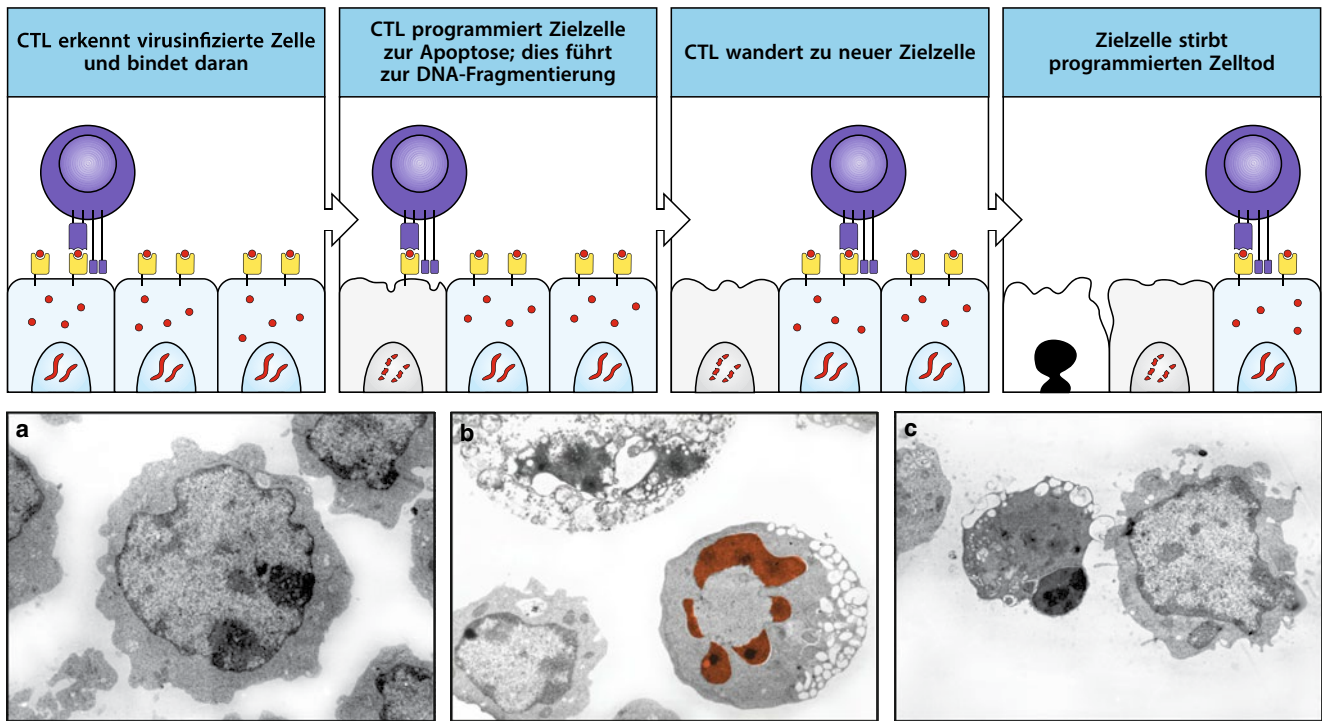 CTL erkennt virusinfizierte Zelle
und bindet daran
CTL programmiert Zielzelle
zur Apoptose; dies führt
zur DNA-Fragmentierung
CTL wandert zu neuer Zielzelle
Zielzelle stirbt
programmierten Zelltod
a
b
c